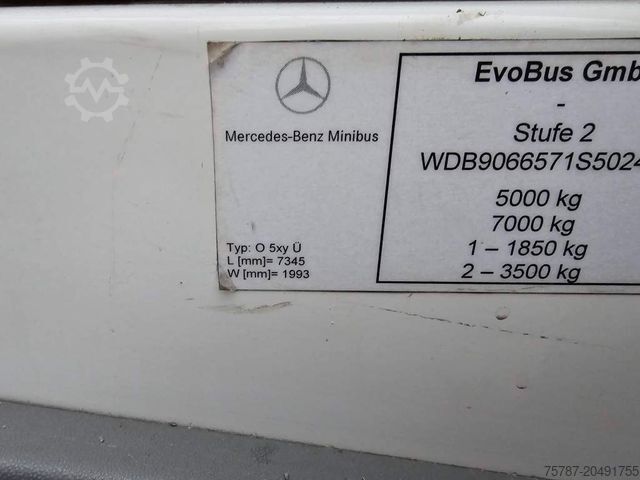 Mercedes-Benz Minibus
Typ: O 5xy Ü
L [mm]= 7345
W [mm]= 1993
EvoBus Gmb
-
Stufe 2
WDB9066571S5024
5000 kg
7000 kg
1 – 1850 kg
2 – 3500 kg
75787-20491755